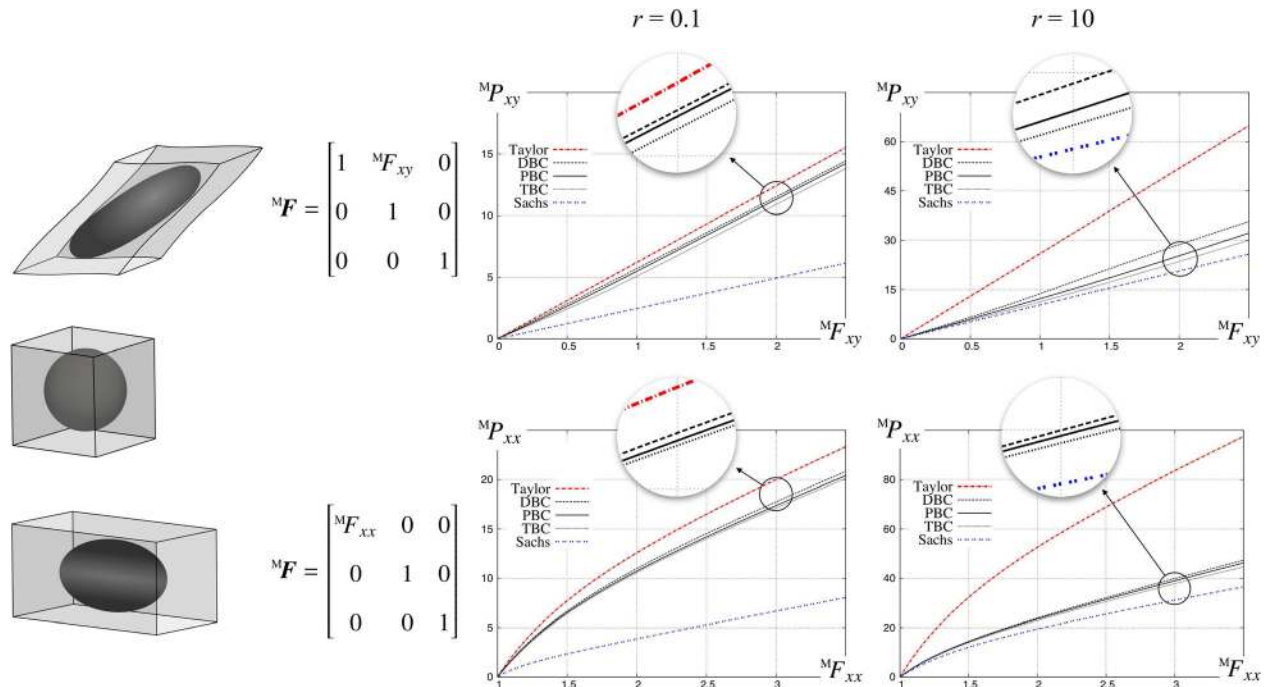 r = 0.1
r = 10
ᴹF = [1 ᴹFxy 0
0 1 0
0 0 1]
ᴹF = [ᴹFxx 0 0
0 1 0
0 0 1]
ᴹPxy
15
10
5
0
Taylor
DBC
PBC
TBC
Sachs
0 0.5 1 1.5 2
ᴹFxy
ᴹPxy
60
45
30
15
0
Taylor
DBC
PBC
TBC
Sachs
0 0.5 1 1.5 2
ᴹFxy
ᴹPxx
20
15
10
5
0
Taylor
DBC
PBC
TBC
Sachs
1 1.5 2 2.5 3
ᴹFxx
ᴹPxx
80
60
40
20
0
Taylor
DBC
PBC
TBC
Sachs
1 1.5 2 2.5 3
ᴹFxx